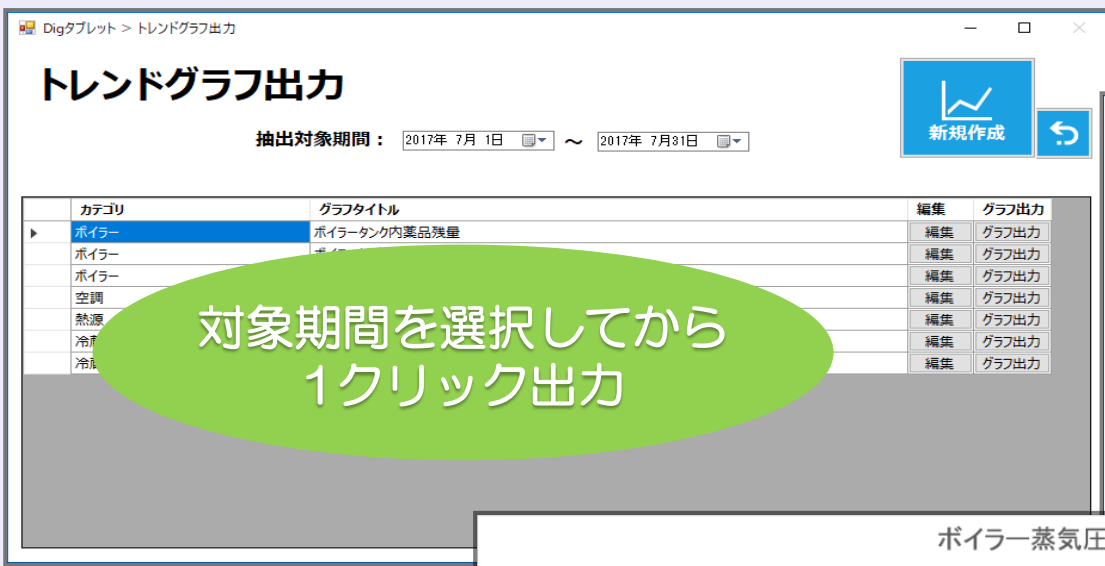 Digタブレット > トレンドグラフ出力
トレンドグラフ出力
新規作成
抽出対象期間： 2017年 7月 1日 ～ 2017年 7月31日
カテゴリ グラフタイトル 編集 グラフ出力
ボイラー ボイラータンク内薬品残量 編集 グラフ出力
ボイラー 編集 グラフ出力
ボイラー 編集 グラフ出力
空調 編集 グラフ出力
熱源 編集 グラフ出力
編集 グラフ出力
編集 グラフ出力
対象期間を選択してから
1クリック出力
ボイラー蒸気圧